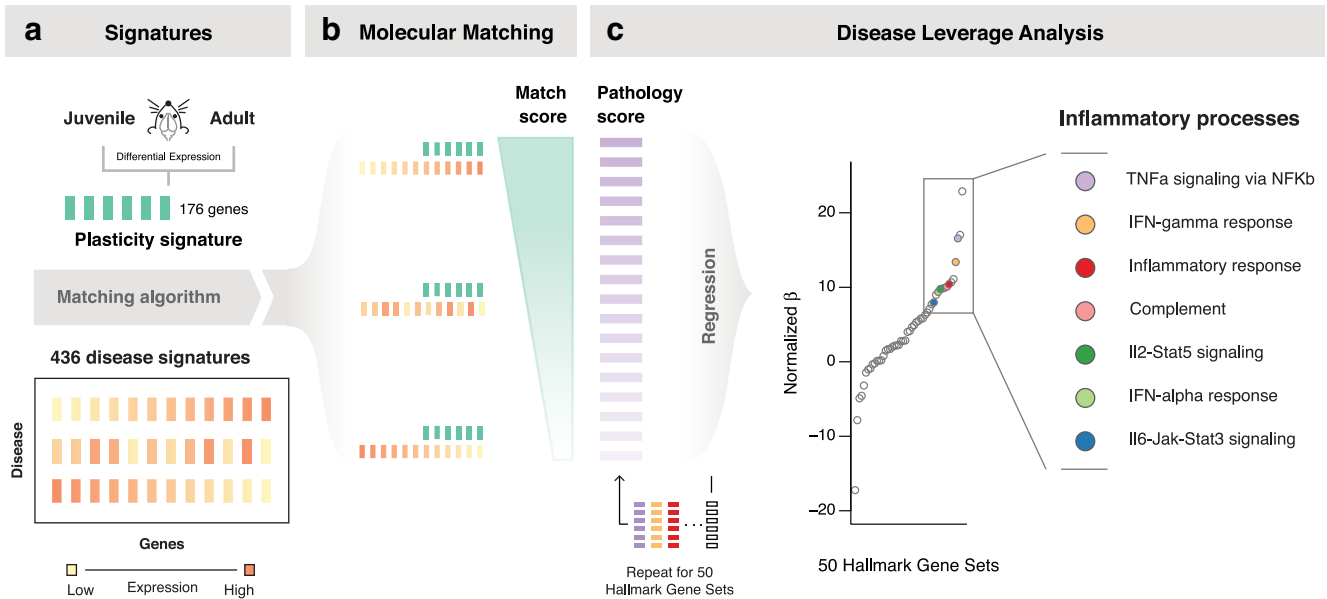 a Signatures
Juvenile Adult
Differential Expression
176 genes
Plasticity signature
Matching algorithm
436 disease signatures
Disease
Genes
Low Expression High
b Molecular Matching
Match
score
c Disease Leverage Analysis
Pathology
score
Regression
Repeat for 50
Hallmark Gene Sets
Normalized β
20
10
0
−10
−20
50 Hallmark Gene Sets
Inflammatory processes
TNFa signaling via NFKb
IFN-gamma response
Inflammatory response
Complement
Il2-Stat5 signaling
IFN-alpha response
Il6-Jak-Stat3 signaling